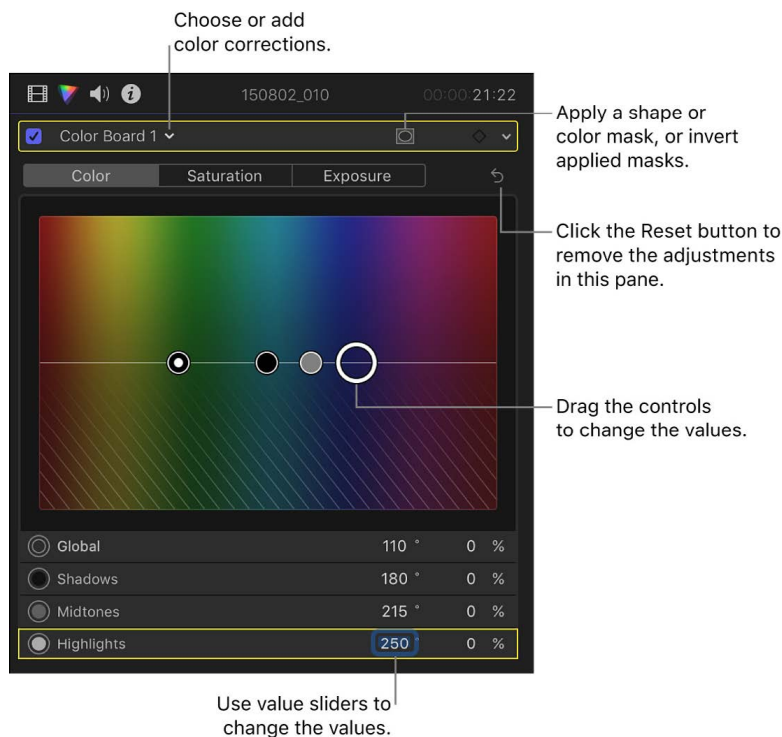 Choose or add
color corrections.
150802_010 00:00:21:22
Color Board 1
Apply a shape or
color mask, or invert
applied masks.
Color Saturation Exposure
Click the Reset button to
remove the adjustments
in this pane.
Drag the controls
to change the values.
Global 110 ° 0 %
Shadows 180 ° 0 %
Midtones 215 ° 0 %
Highlights 250 ° 0 %
Use value sliders to
change the values.